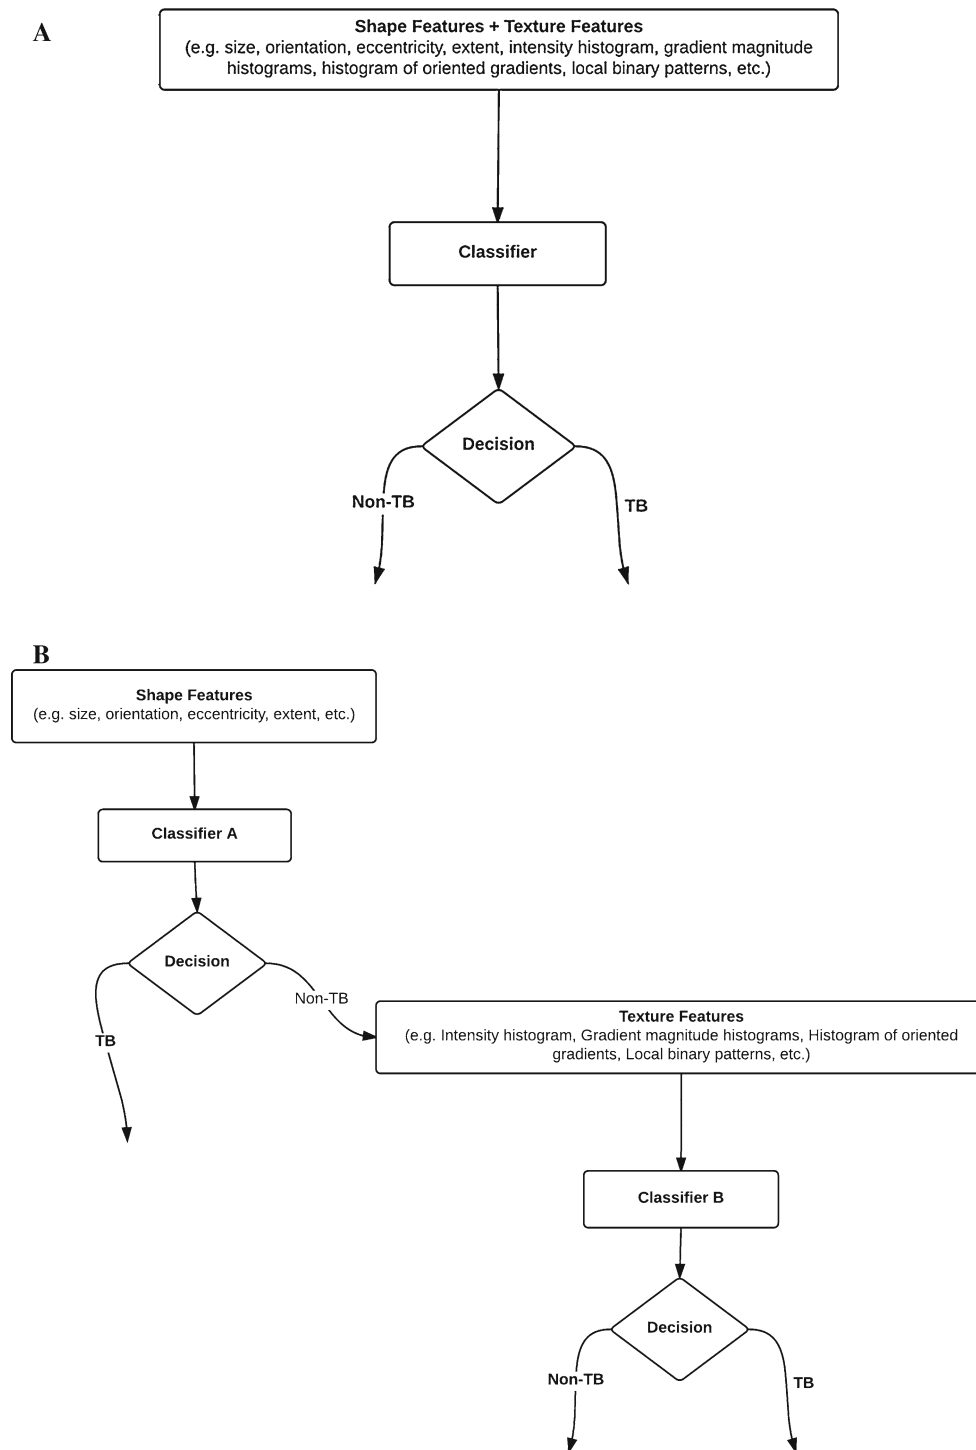 A
Shape Features + Texture Features
(e.g. size, orientation, eccentricity, extent, intensity histogram, gradient magnitude
histograms, histogram of oriented gradients, local binary patterns, etc.)
Classifier
Decision
Non-TB
TB
B
Shape Features
(e.g. size, orientation, eccentricity, extent, etc.)
Classifier A
Decision
Non-TB
TB
Texture Features
(e.g. Intensity histogram, Gradient magnitude histograms, Histogram of oriented
gradients, Local binary patterns, etc.)
Classifier B
Decision
Non-TB
TB